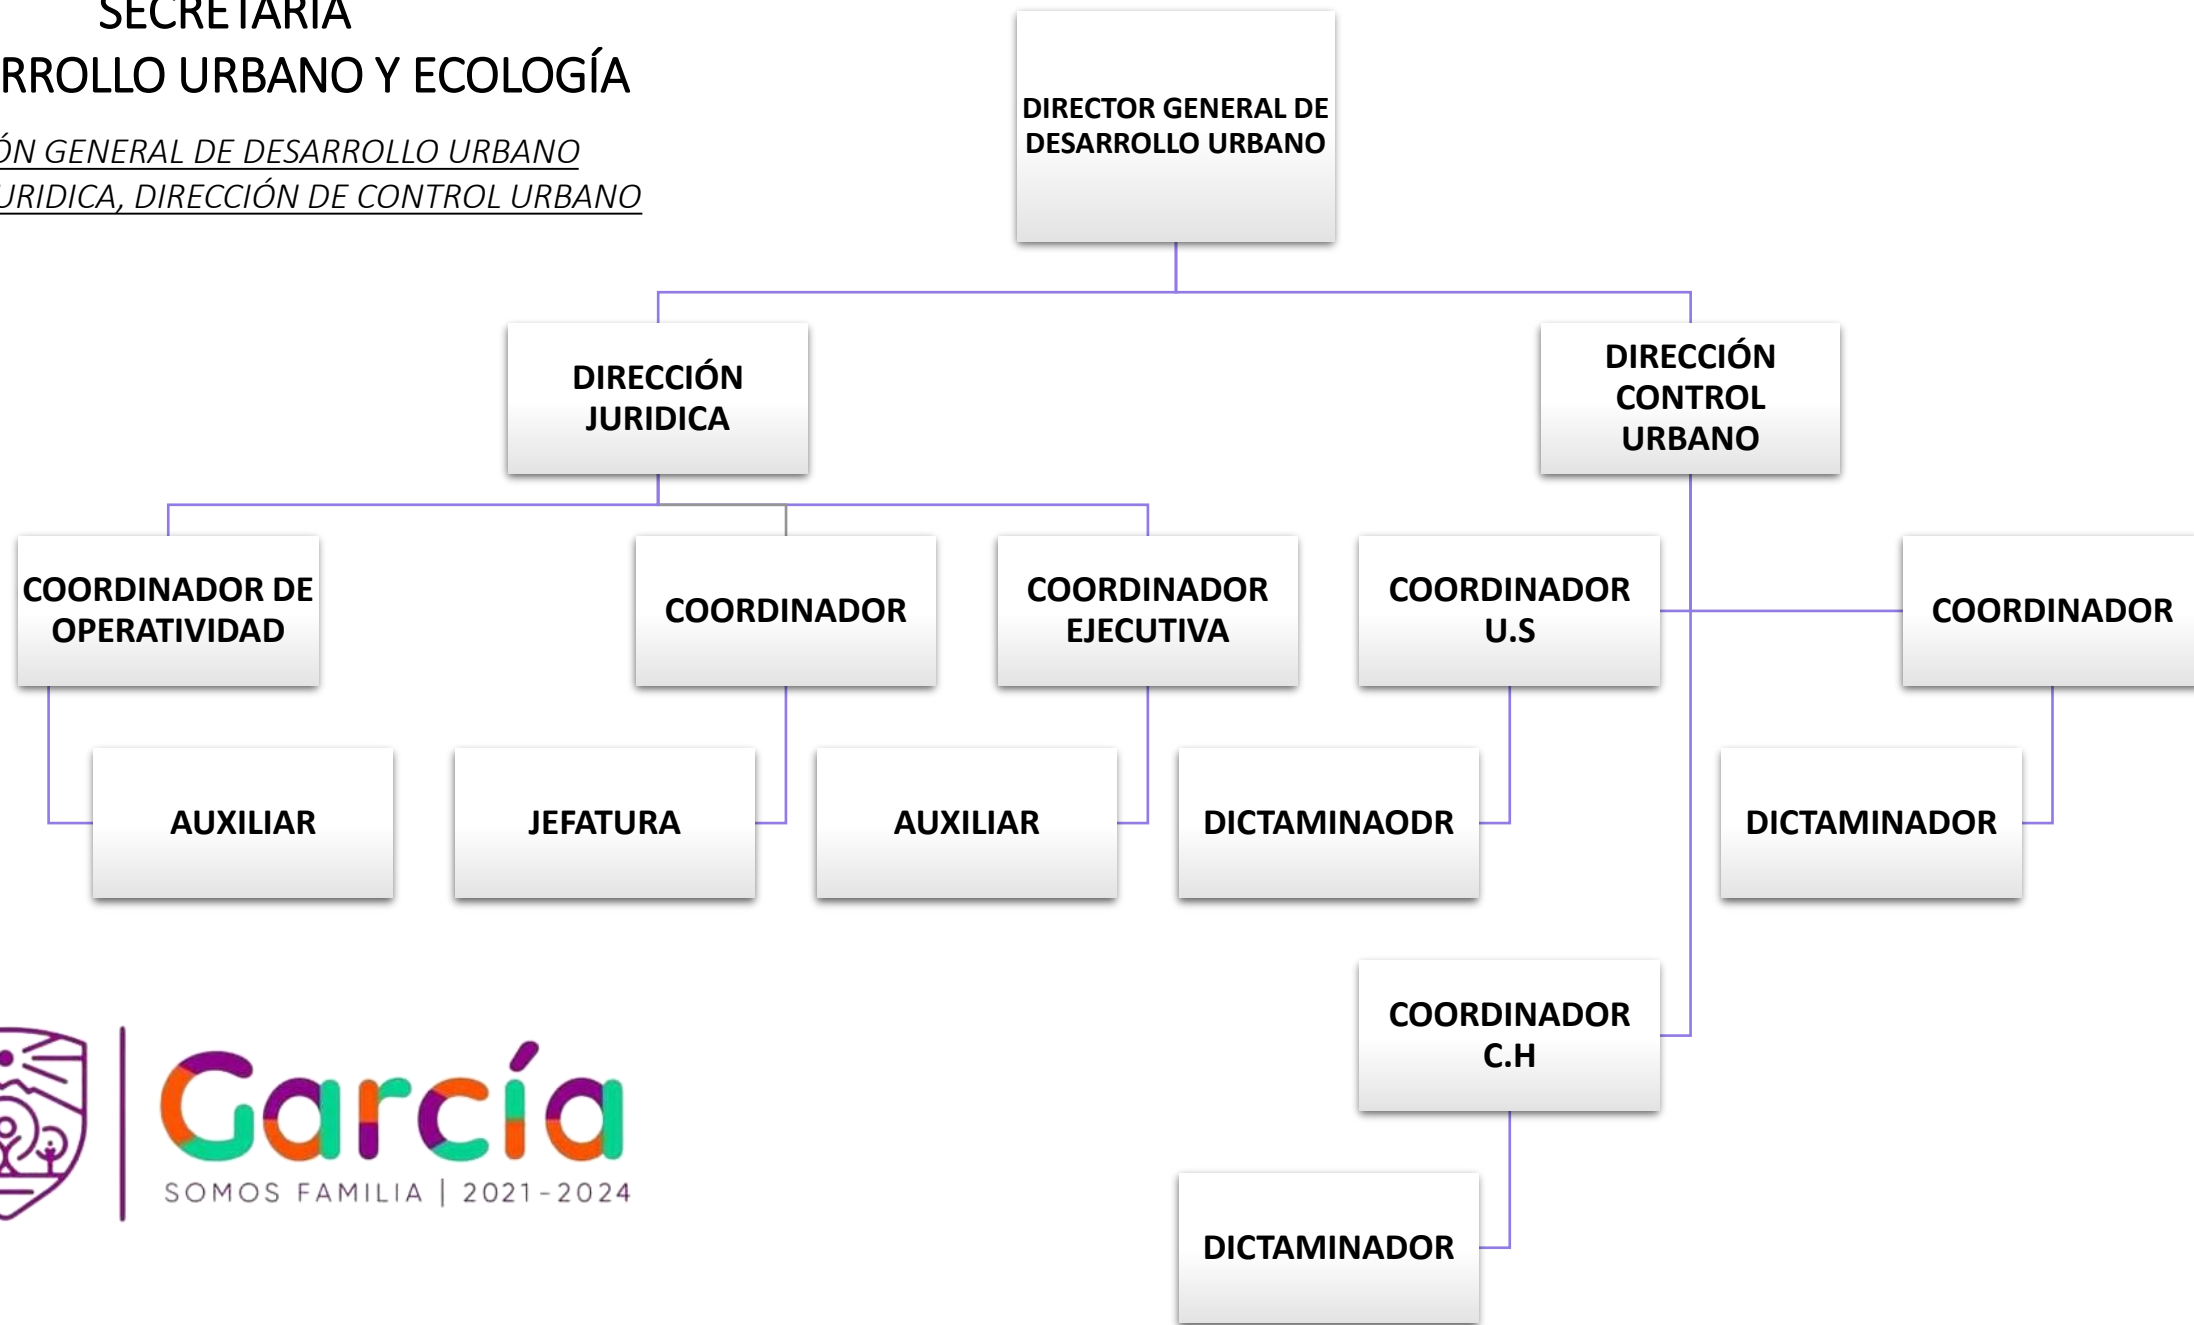 SECRETARIA
RROLLO URBANO Y ECOLOGÍA
ÓN GENERAL DE DESARROLLO URBANO
URIDICA, DIRECCIÓN DE CONTROL URBANO
DIRECTOR GENERAL DE
DESARROLLO URBANO
DIRECCIÓN
JURIDICA
DIRECCIÓN
CONTROL
URBANO
COORDINADOR DE
OPERATIVIDAD
COORDINADOR
COORDINADOR
EJECUTIVA
COORDINADOR
U.S
COORDINADOR
AUXILIAR
JEFATURA
AUXILIAR
DICTAMINAODR
DICTAMINADOR
COORDINADOR
C.H
DICTAMINADOR
García
SOMOS FAMILIA | 2021-2024